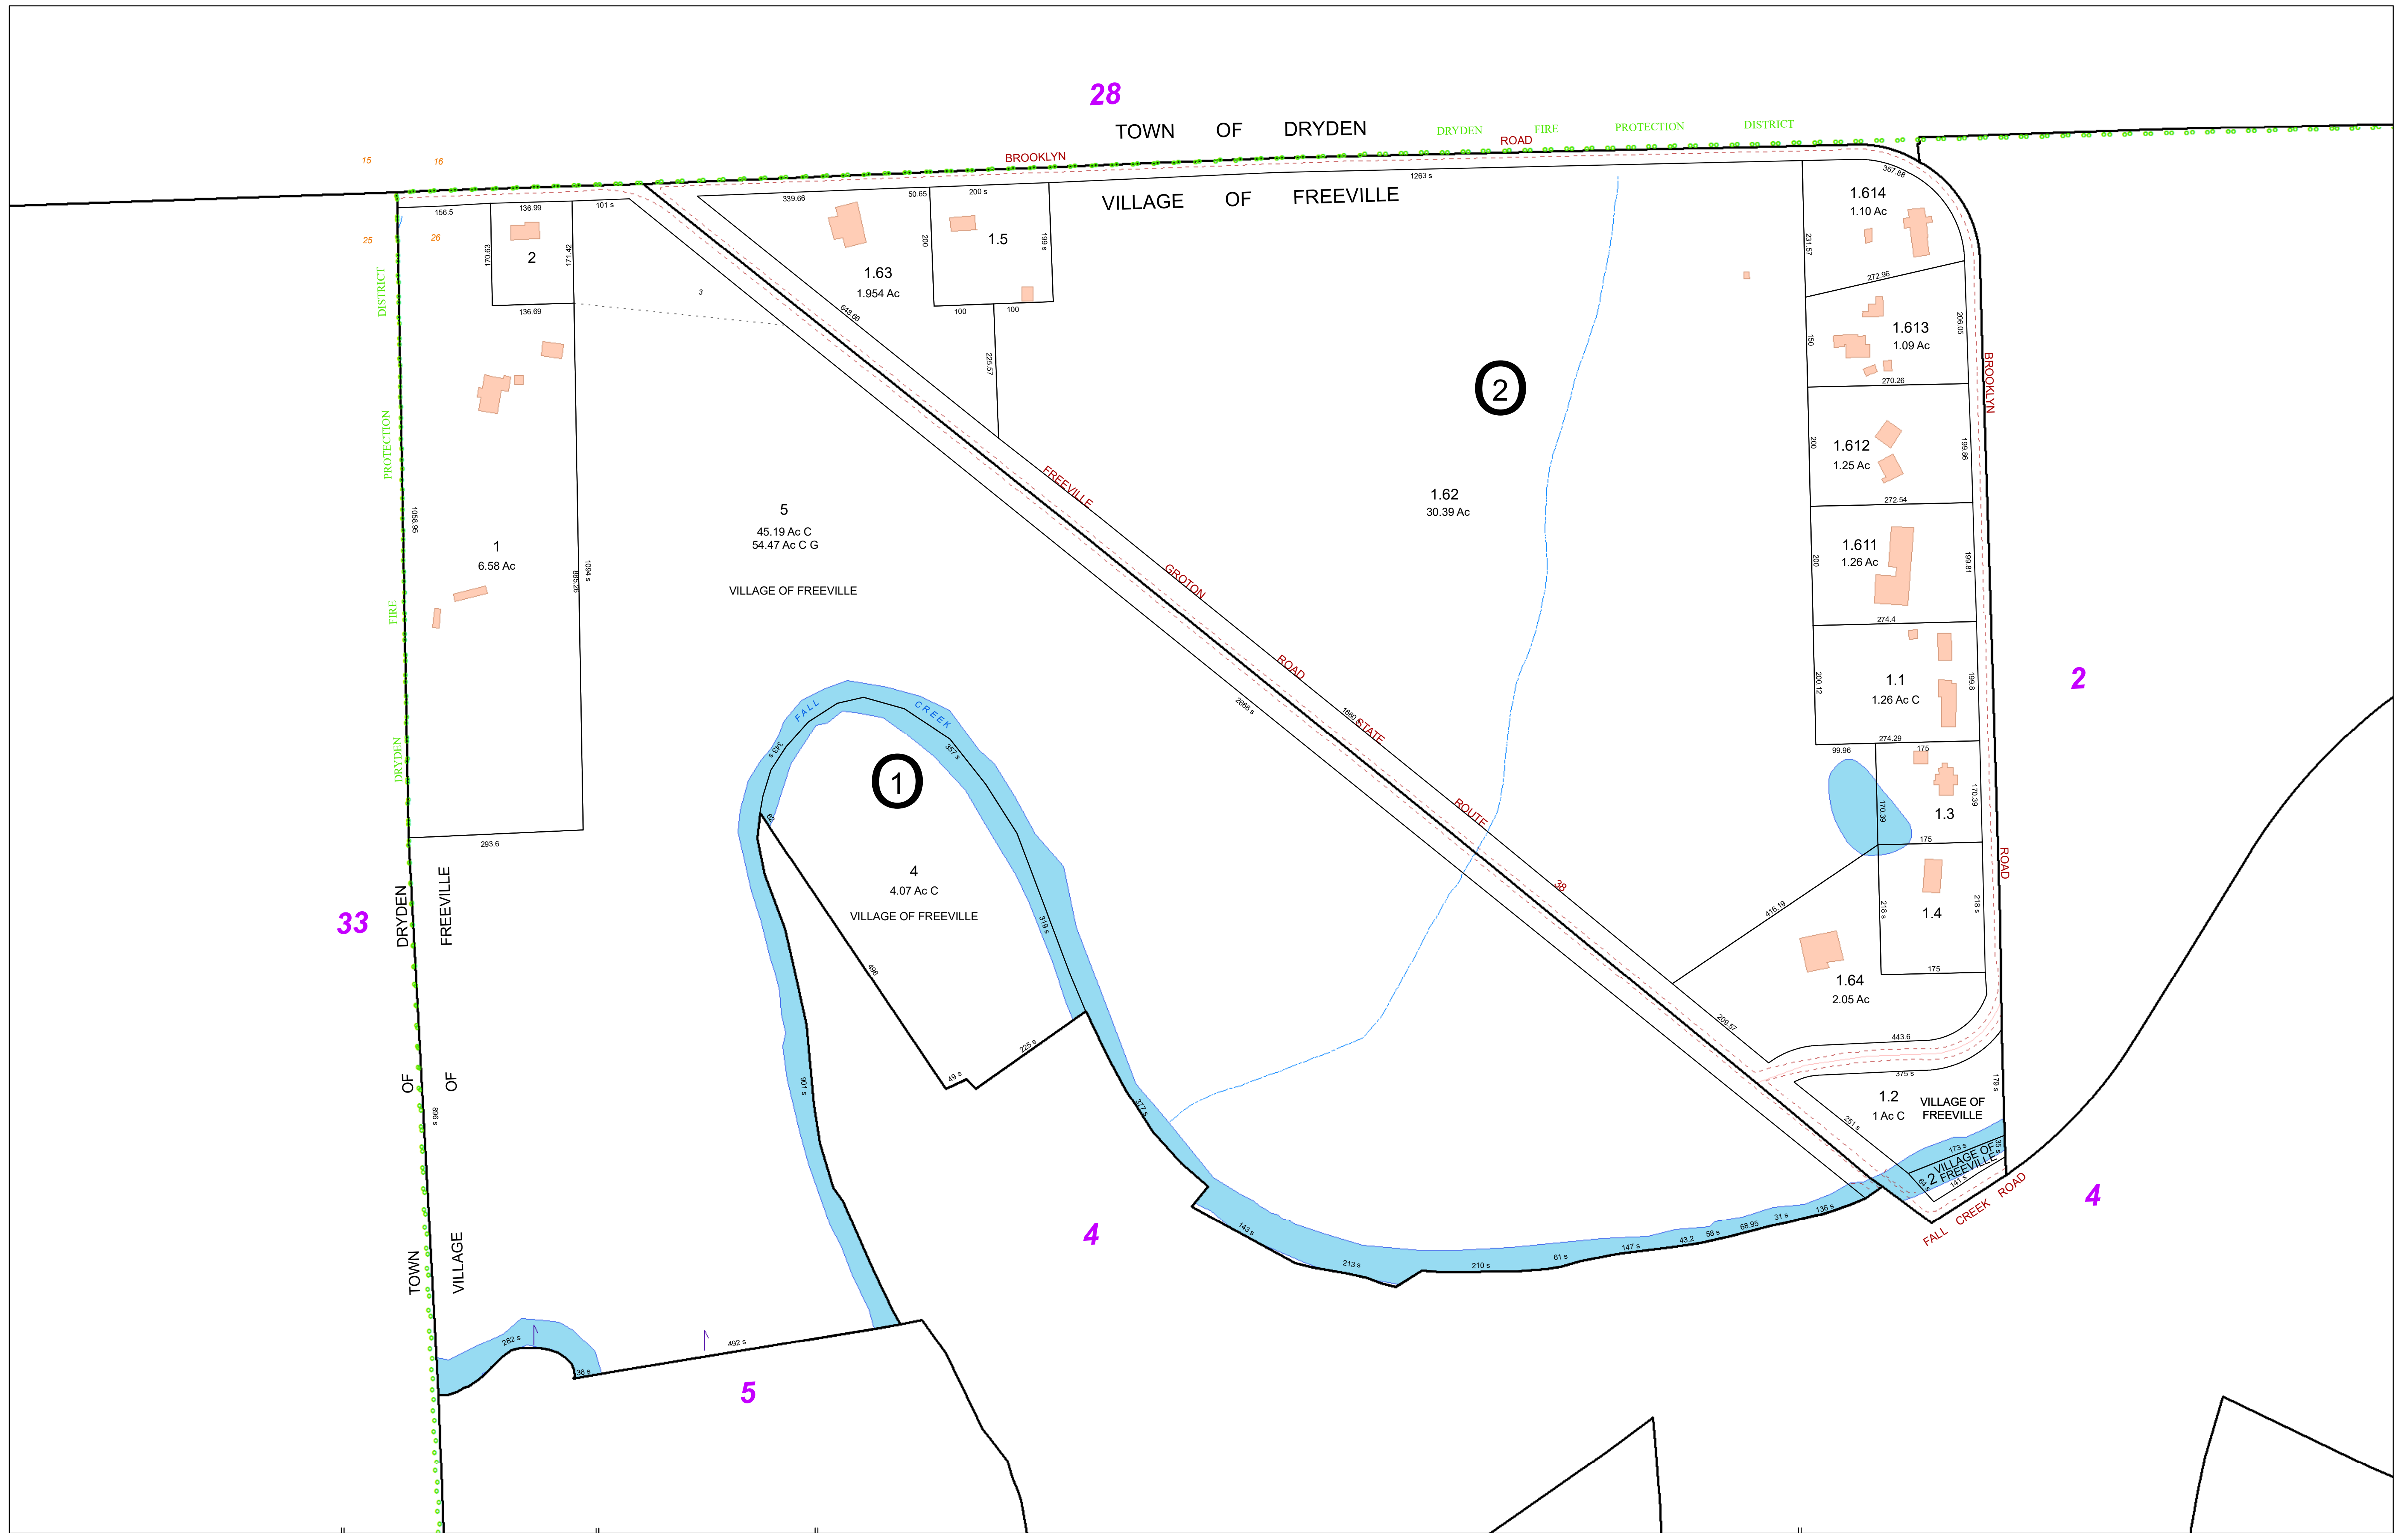 28
TOWN OF DRYDEN
DRYDEN FIRE PROTECTION DISTRICT
BROOKLYN ROAD
VILLAGE OF FREEVILLE
15
16
25
26
156.5
136.99
101 s
170.63
171.42
2
136.69
3
339.66
50.65
200 s
1263 s
200
199 s
1.5
1.63
1.954 Ac
100
100
225.57
648.66
367.88
1.614
1.10 Ac
231.57
272.96
1.613
1.09 Ac
206.05
150
270.26
BROOKLYN
ROAD
1.612
1.25 Ac
200
199.86
272.54
1.611
1.26 Ac
200
199.81
274.4
1.1
1.26 Ac C
200.12
199.8
274.29
99.96
175
170.39
170.39
1.3
175
1.4
218 s
218 s
175
416.19
1.64
2.05 Ac
209.57
443.6
375 s
1.2
1 Ac C
VILLAGE OF
FREEVILLE
179 s
251 s
173 s
35 s
2
VILLAGE OF
FREEVILLE
64 s
141 s
FALL CREEK ROAD
2
1.62
30.39 Ac
FREEVILLE
GROTON
ROAD
STATE
ROUTE
38
1660 s
2666 s
DISTRICT
PROTECTION
FIRE
DRYDEN
1058.95
1
6.58 Ac
885.26
1094 s
293.6
5
45.19 Ac C
54.47 Ac C G
VILLAGE OF FREEVILLE
FALL CREEK
343 s
357 s
63
1
4
4.07 Ac C
VILLAGE OF FREEVILLE
319 s
496
225 s
49 s
901 s
377 s
2
33
4
4
5
TOWN OF DRYDEN
VILLAGE OF FREEVILLE
896 s
143 s
213 s
210 s
61 s
147 s
43.2
58 s
68.95
31 s
136 s
282 s
36 s
492 s